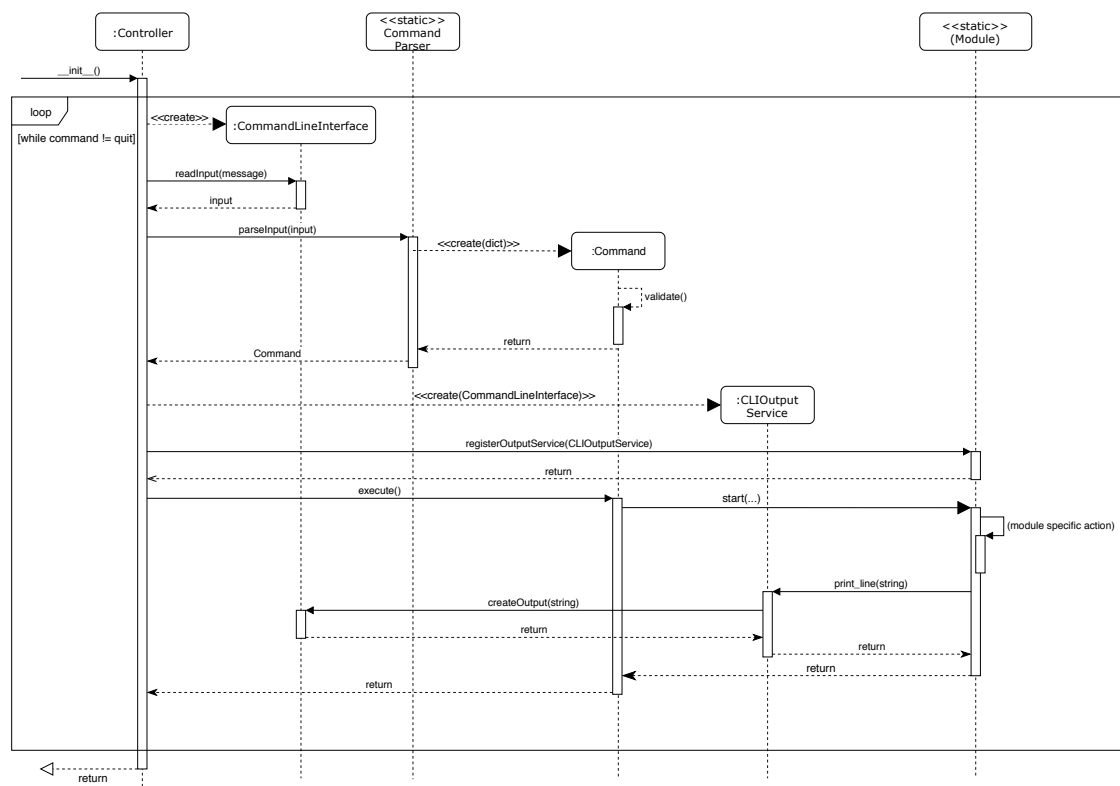 :Controller
<<static>>
Command
Parser
<<static>>
(Module)
__init__()
loop
[while command != quit]
<<create>>
:CommandLineInterface
readInput(message)
input
parseInput(input)
<<create(dict)>>
:Command
validate()
return
Command
<<create(CommandLineInterface)>>
:CLIOutput
Service
registerOutputService(CLIOutputService)
return
execute()
start(...)
(module specific action)
print_line(string)
createOutput(string)
return
return
return
return
return